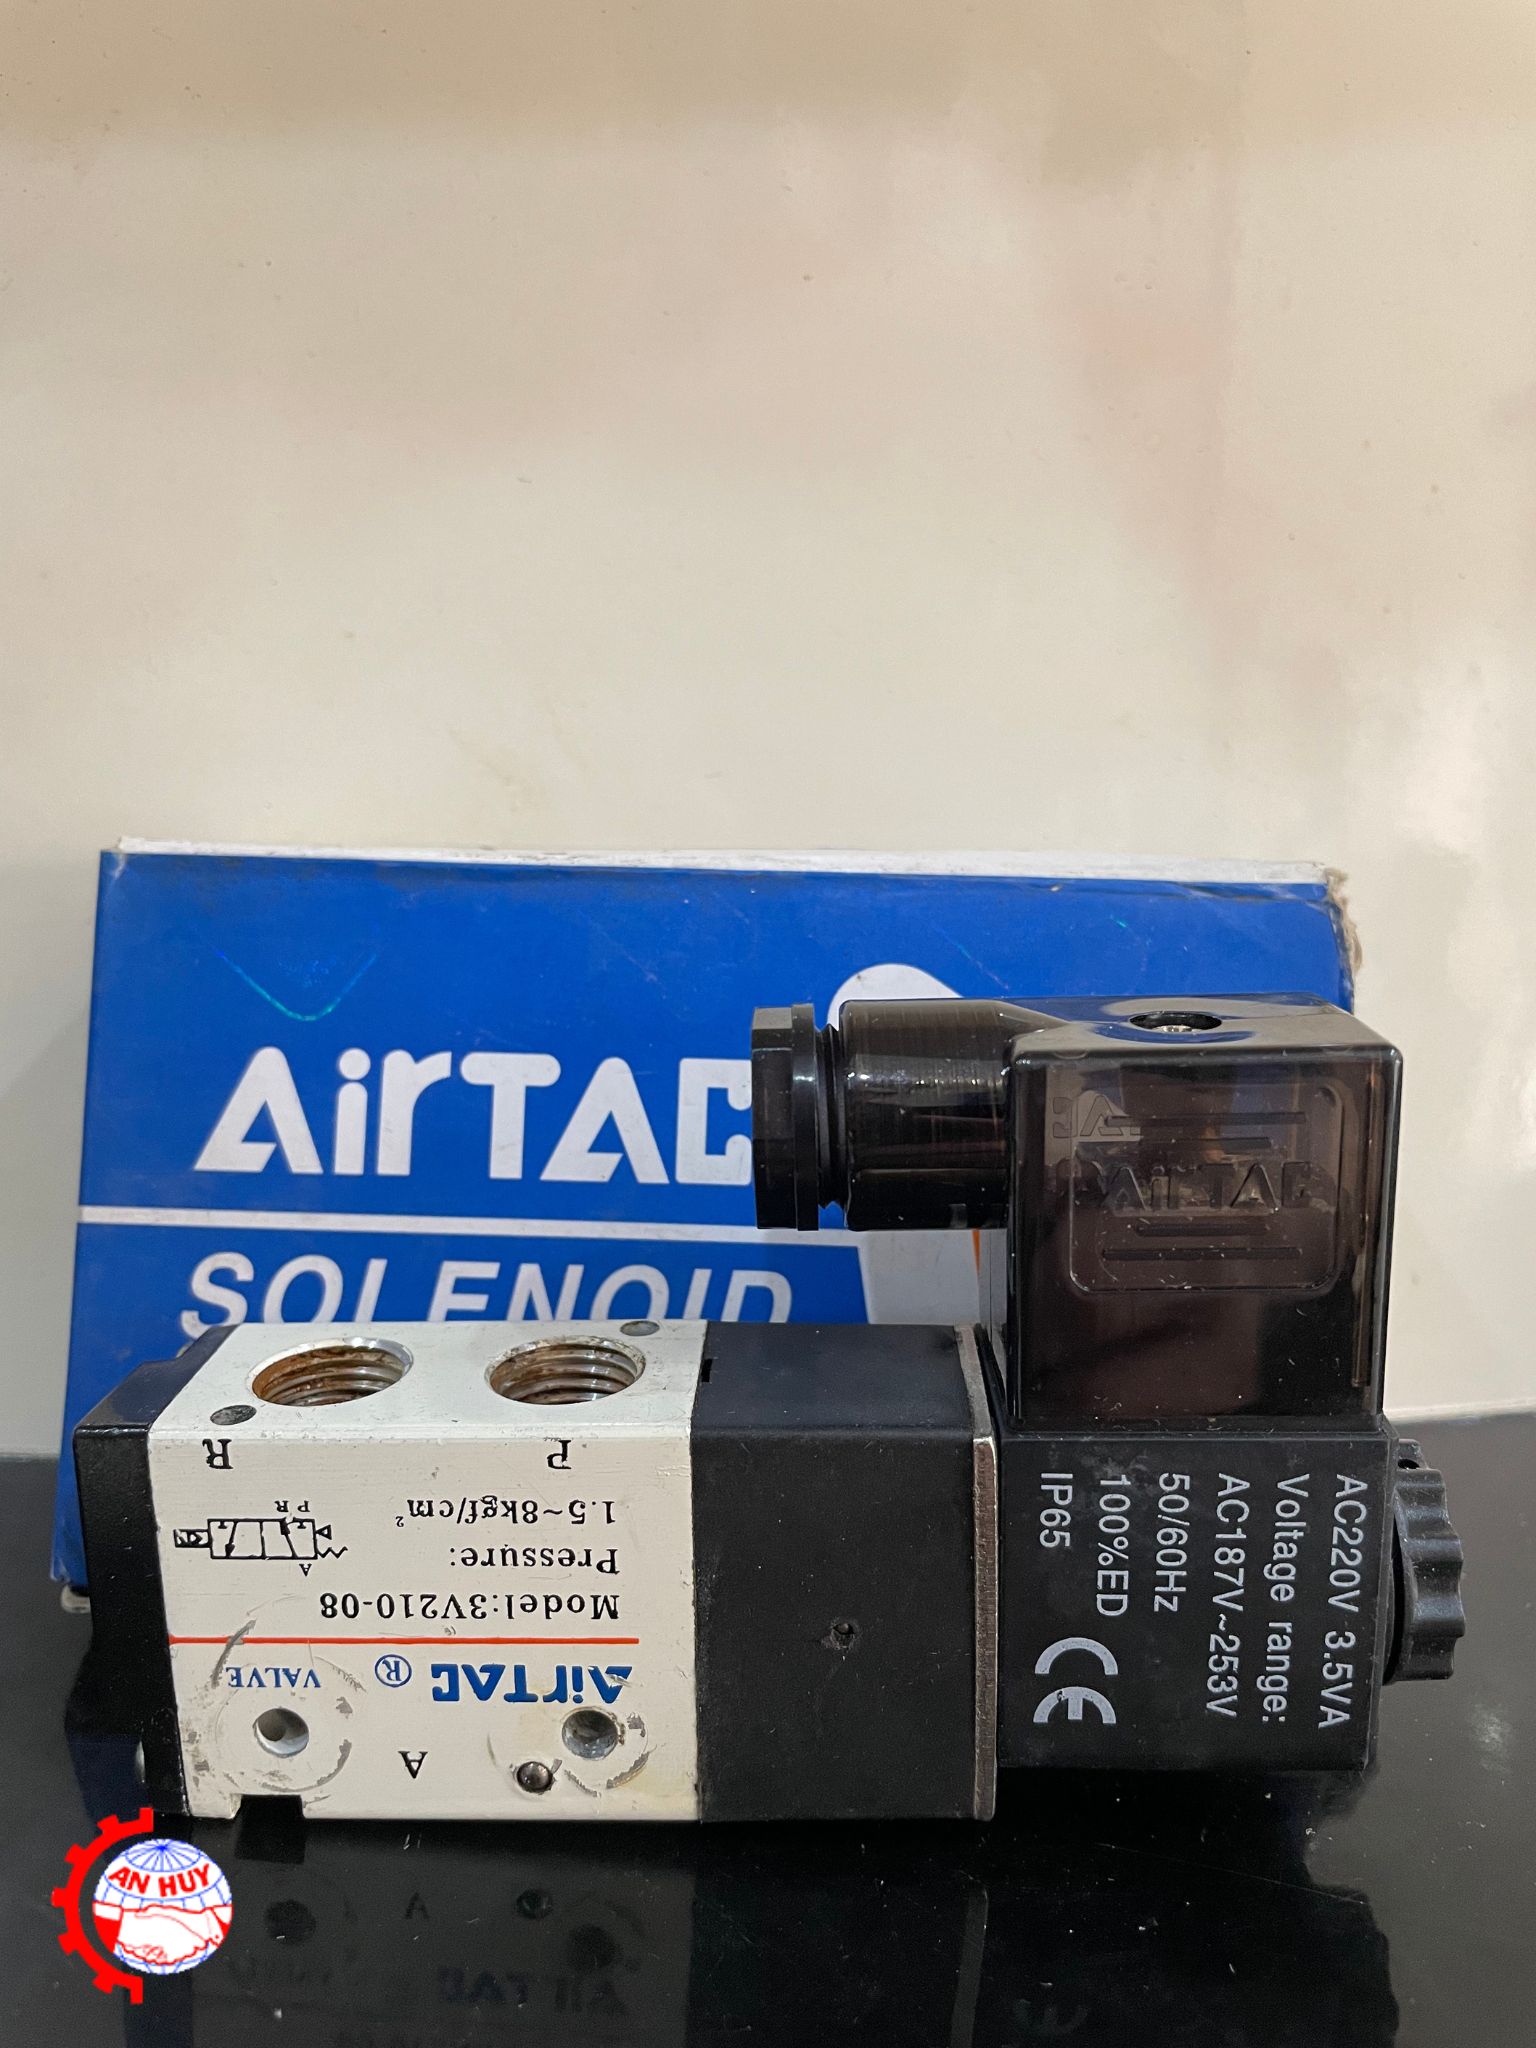 AirTAC
SOLENOID
AirTAC
R
P
PR
A
Model:3V210-08
Pressure:
1.5~8kgf/cm²
AirTAC ®
VALVE
A
AC220V 3.5VA
Voltage range:
AC187V~253V
50/60Hz
100%ED
IP65
CE
AN HUY